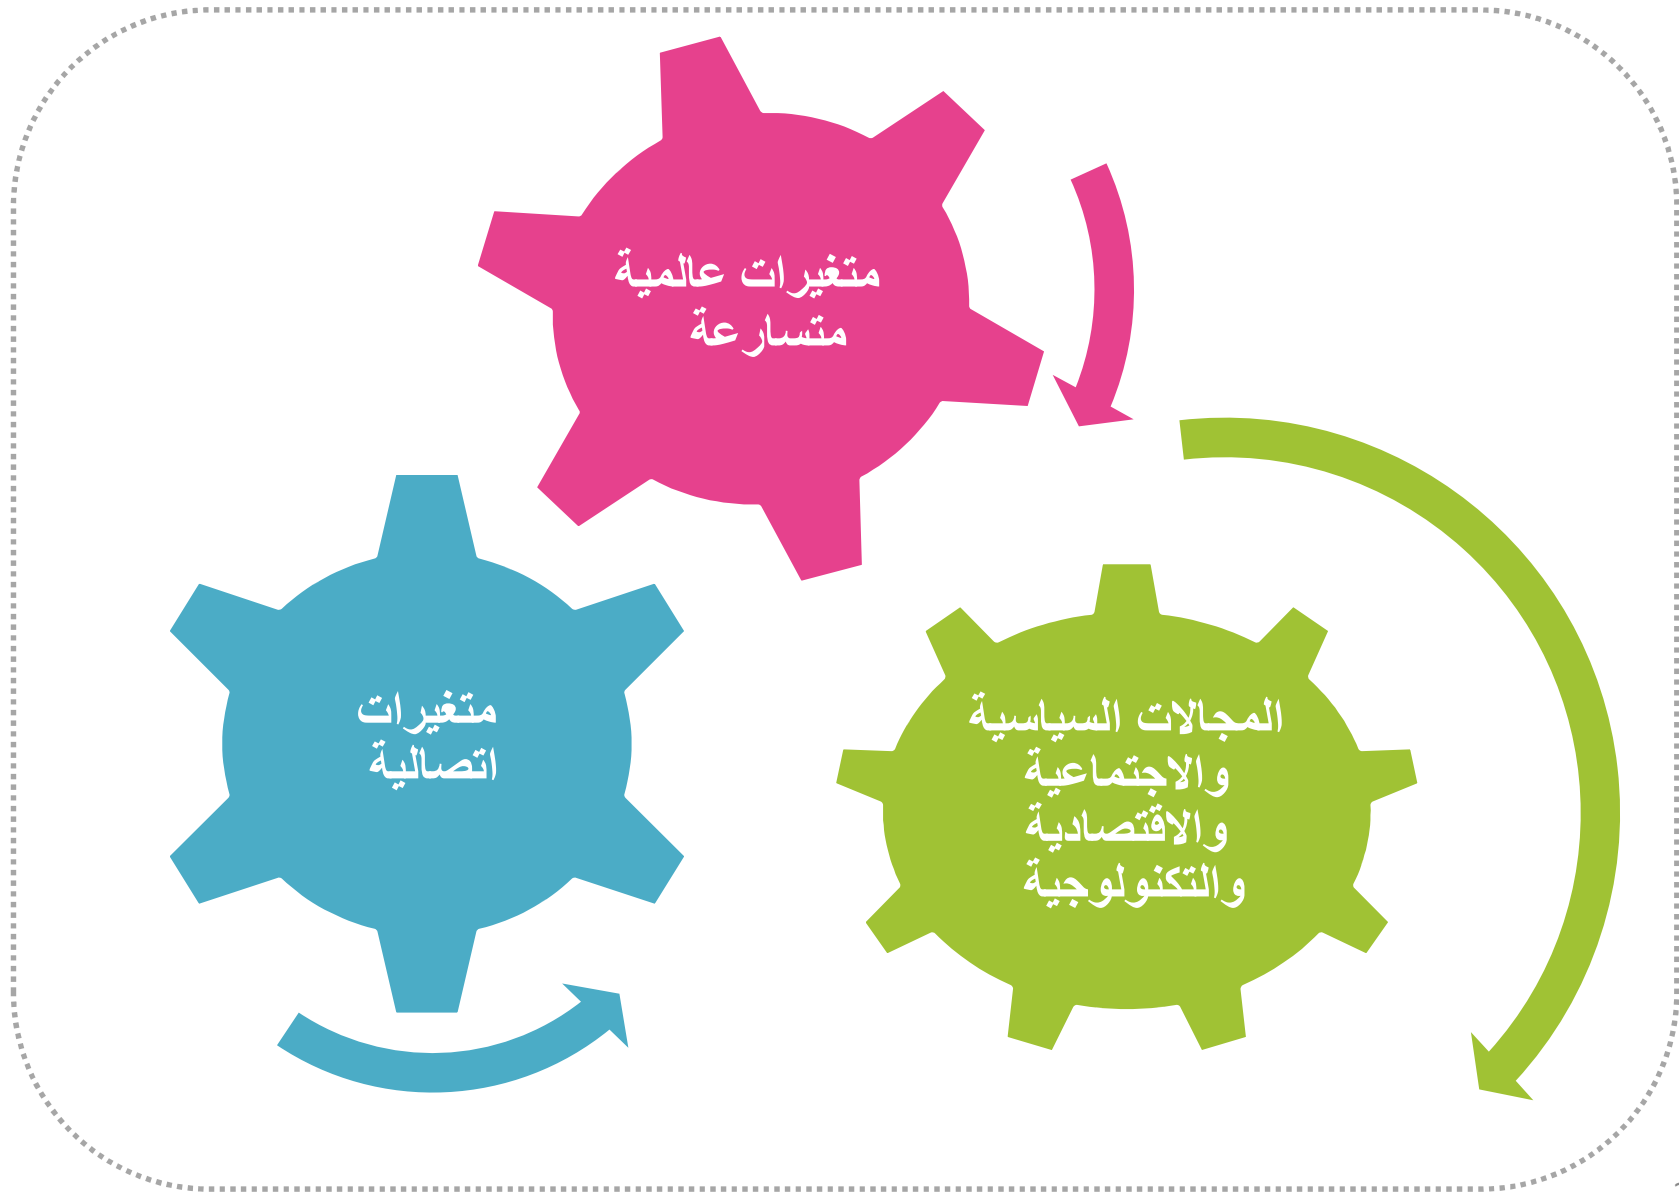 متغيرات عالمية
متسارعة
متغيرات
اتصالية
المجالات السياسية
والاجتماعية
والاقتصادية
والتكنولوجية